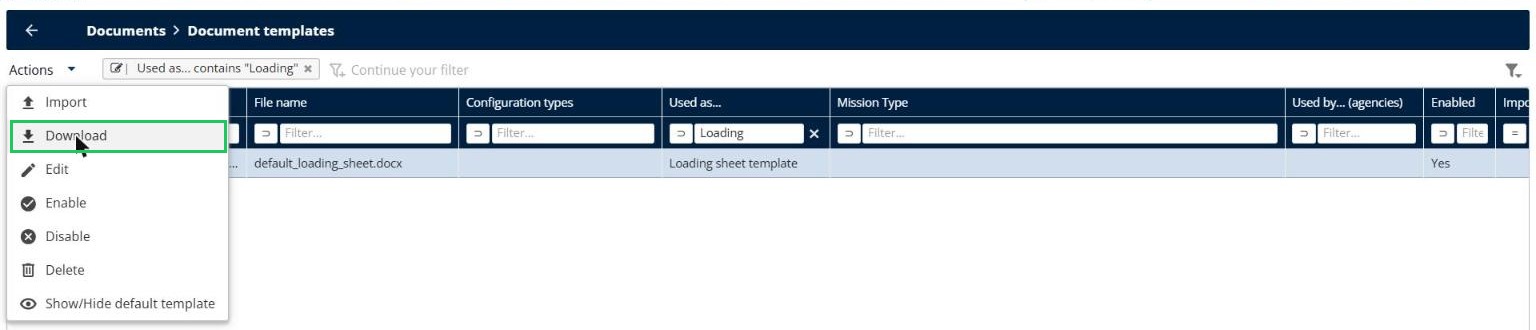 Documents > Document templates
Actions
Used as... contains "Loading" ×
Continue your filter
Import
Download
Edit
Enable
Disable
Delete
Show/Hide default template
File name Configuration types Used as... Mission Type Used by... (agencies) Enabled Impo
⊃ Filter... ⊃ Filter... ⊃ Loading × ⊃ Filter... ⊃ Filter... ⊃ Filte =
... default_loading_sheet.docx Loading sheet template Yes